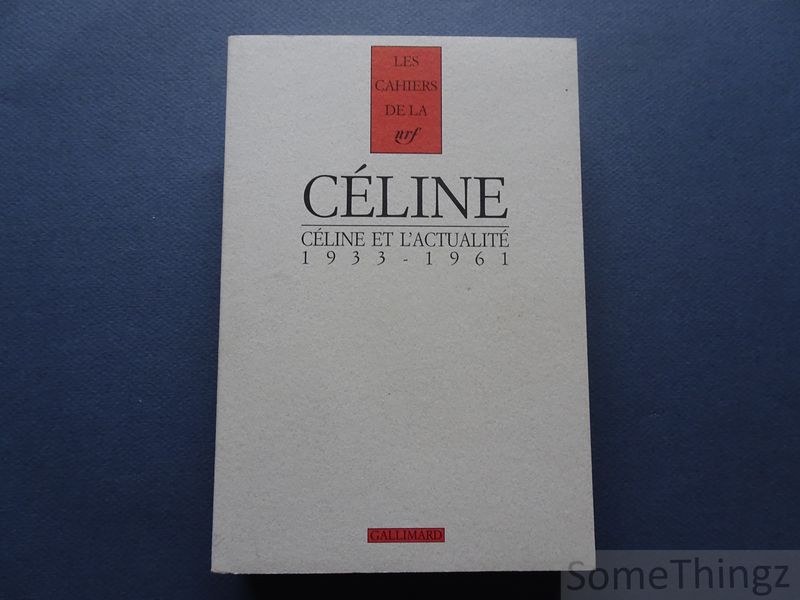 LES
CAHIERS
DE LA
nrf
CÉLINE
CÉLINE ET L'ACTUALITÉ
1933-1961
GALLIMARD
SomeThingz